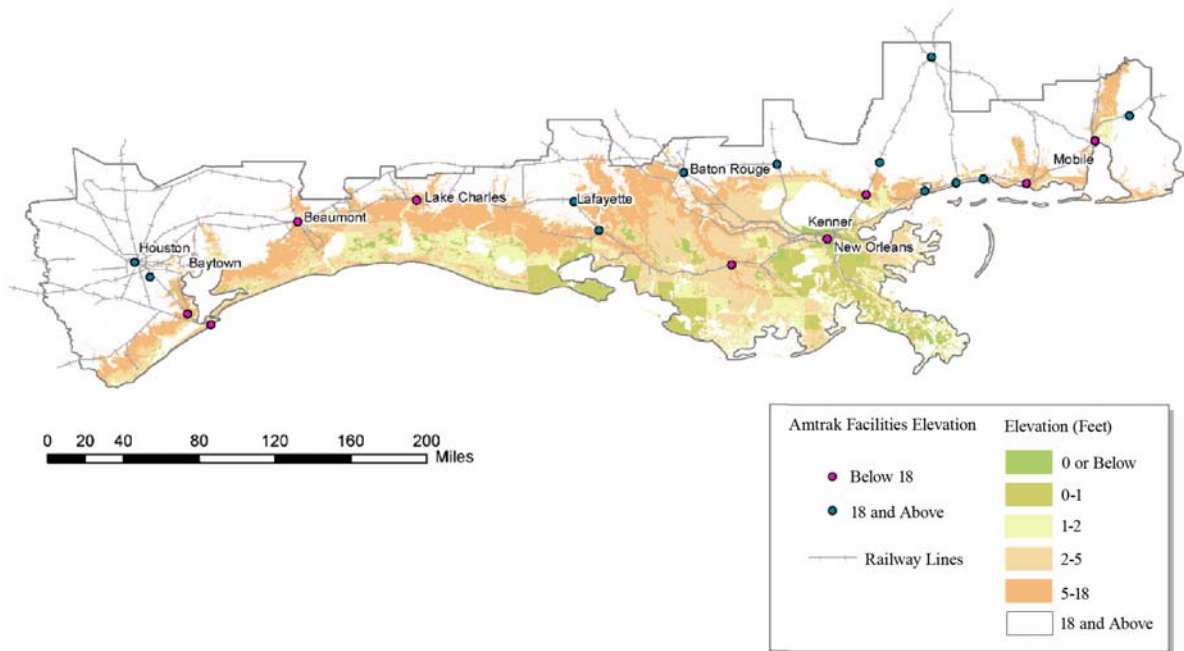 Mobile
Baton Rouge
Lake Charles
Lafayette
Beaumont
Kenner
New Orleans
Houston
Baytown
0 20 40 80 120 160 200
Miles
Amtrak Facilities Elevation
Below 18
18 and Above
Railway Lines
Elevation (Feet)
0 or Below
0-1
1-2
2-5
5-18
18 and Above